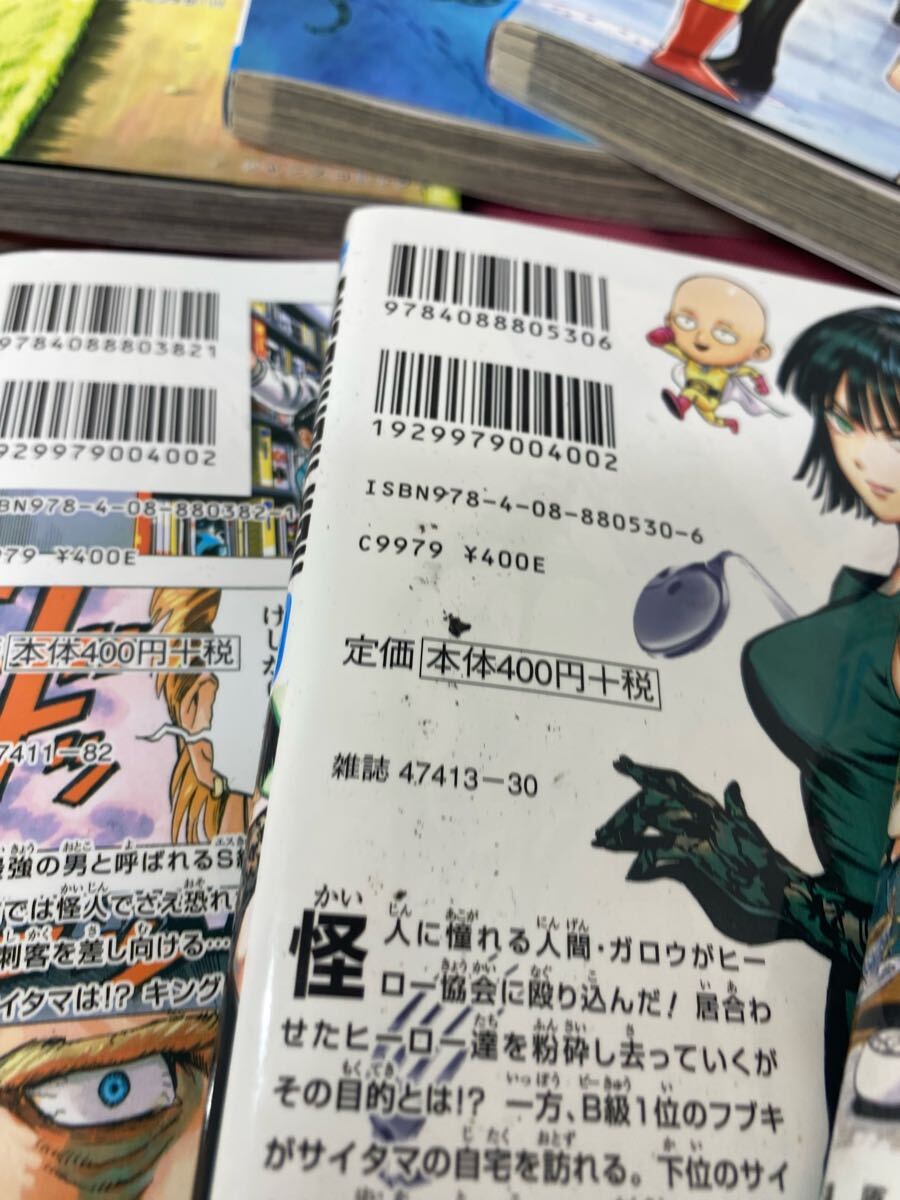 9784088803821
929979004002
BN978-4-08-880382-1
979 ¥400E
本体400円+税
7411-82
強の男と呼ばれるS級
では怪人でさえ恐れ
刺客を差し向ける…
イタマは!? キング
9784088805306
1929979004002
ISBN978-4-08-880530-6
C9979 ¥400E
定価 本体400円+税
雑誌 47413-30
怪人に憧れる人間・ガロウがヒー
ロー協会に殴り込んだ! 居合わ
せたヒーロー達を粉砕し去っていくが
その目的とは!? 一方、B級1位のフブキ
がサイタマの自宅を訪れる。下位のサイ